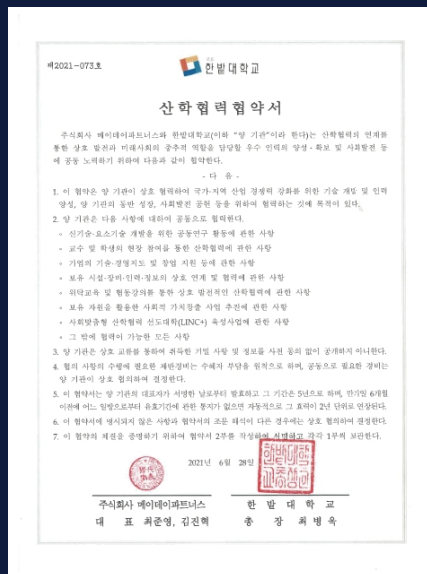 제2021-073호
국립
한밭대학교
산학협력협약서
주식회사 메이데이파트너스와 한밭대학교(이하 "양 기관"이라 한다)는 산학협력의 연계를
통한 상호 발전과 미래사회의 중추적 역할을 담당할 우수 인력의 양성·확보 및 사회발전 등
에 공동 노력하기 위하여 다음과 같이 협약한다.
- 다 음 -
1. 이 협약은 양 기관이 상호 협력하여 국가·지역 산업 경쟁력 강화를 위한 기술 개발 및 인력
양성, 양 기관의 동반 성장, 사회발전 공헌 등을 위하여 협력하는 것에 목적이 있다.
2. 양 기관은 다음 사항에 대하여 공동으로 협력한다.
◦ 신기술·요소기술 개발을 위한 공동연구 활동에 관한 사항
◦ 교수 및 학생의 현장 참여를 통한 산학협력에 관한 사항
◦ 기업의 기술·경영지도 및 창업 지원 등에 관한 사항
◦ 보유 시설·장비·인력·정보의 상호 연계 및 협력에 관한 사항
◦ 위탁교육 및 협동강의를 통한 상호 발전적인 산학협력에 관한 사항
◦ 보유 자원을 활용한 사회적 가치창출 사업 추진에 관한 사항
◦ 사회맞춤형 산학협력 선도대학(LINC+) 육성사업에 관한 사항
◦ 그 밖에 협력이 가능한 모든 사항
3. 양 기관은 상호 교류를 통하여 취득한 기밀 사항 및 정보를 사전 동의 없이 공개하지 아니한다.
4. 협의 사항의 수행에 필요한 제반경비는 수혜자 부담을 원칙으로 하며, 공동으로 필요한 경비는
양 기관이 상호 협의하여 결정한다.
5. 이 협약서는 양 기관의 대표자가 서명한 날로부터 발효하고 그 기간은 5년으로 하며, 만기일 6개월
이전에 어느 일방으로부터 유효기간에 관한 통지가 없으면 자동적으로 그 효력이 2년 단위로 연장된다.
6. 이 협약서에 명시되지 않은 사항과 협약서의 조문 해석이 다른 경우에는 상호 협의하여 결정한다.
7. 이 협약의 체결을 증명하기 위하여 협약서 2부를 작성하여 서명하고 각각 1부씩 보관한다.
2021년 6월 28일
주식회사 메이데이파트너스
대 표 최준영, 김진혁
한 밭 대 학 교
총 장 최 병 욱